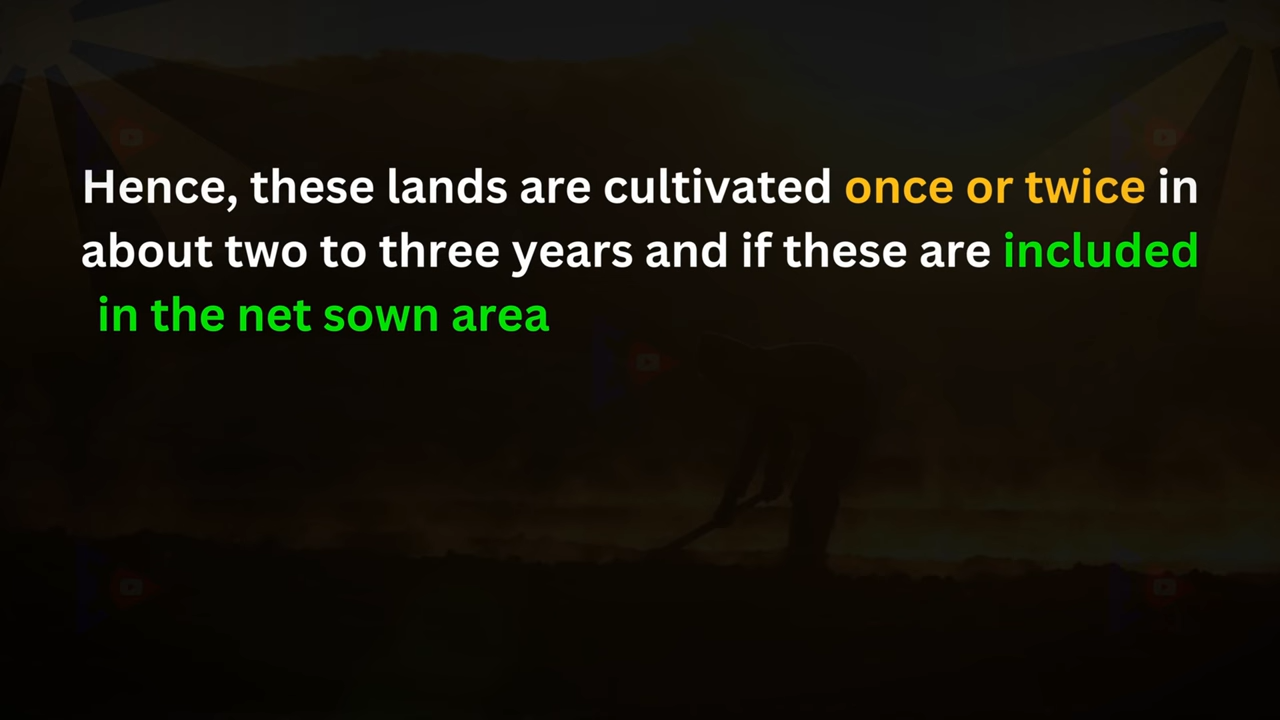 Hence, these lands are cultivated once or twice in
about two to three years and if these are included
in the net sown area